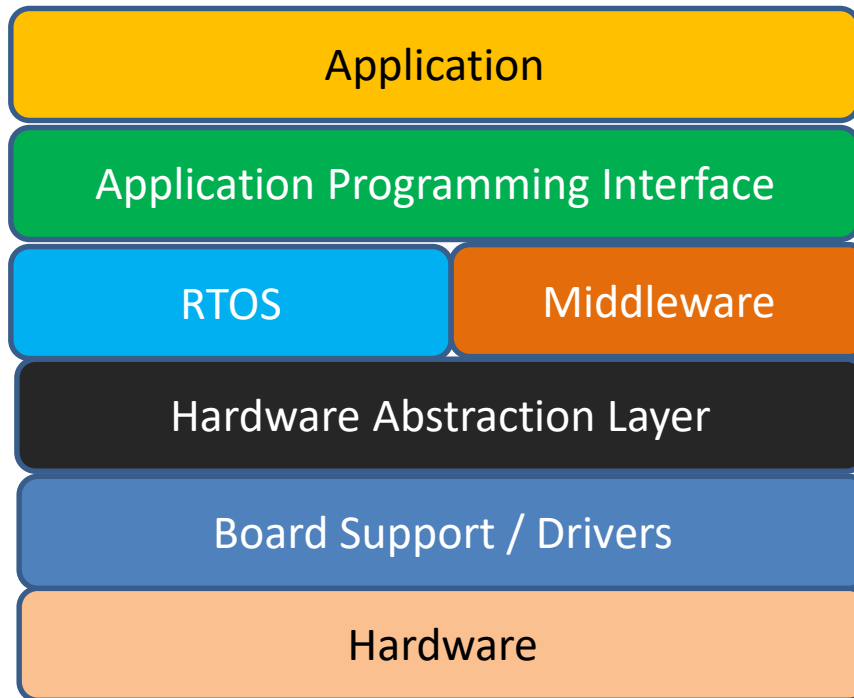 Application
Application Programming Interface
RTOS
Middleware
Hardware Abstraction Layer
Board Support / Drivers
Hardware